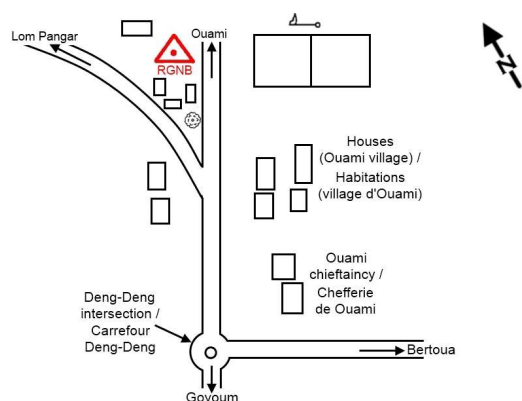 Ouami
Lom Pangar
RGNB
N
Houses
(Ouami village) /
Habitations
(village d'Ouami)
Ouami
chieftaincy /
Chefferie
de Ouami
Deng-Deng
intersection /
Carrefour
Deng-Deng
Bertoua
Goyoum